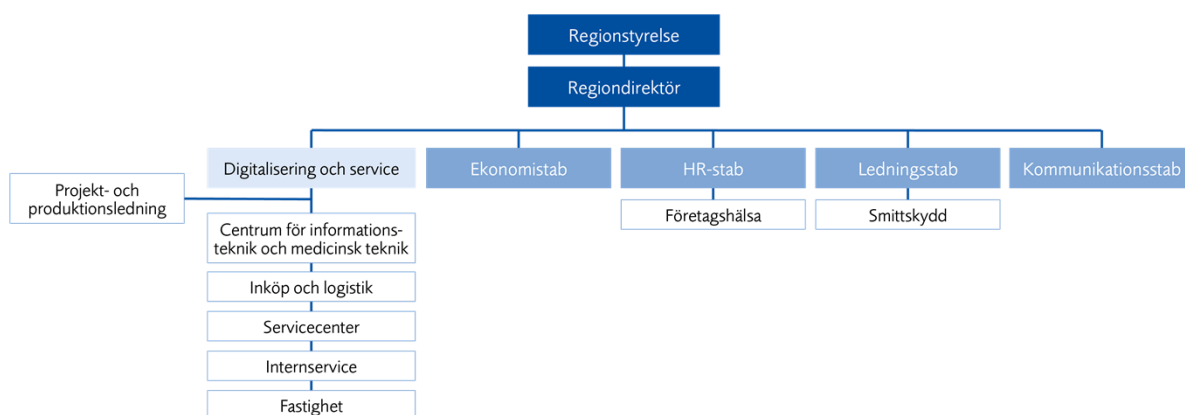 Regionstyrelse
Regiondirektör
Digitalisering och service
Ekonomistab
HR-stab
Ledningsstab
Kommunikationsstab
Projekt- och
produktionsledning
Företagshälsa
Smittskydd
Centrum för informations-
teknik och medicinsk teknik
Inköp och logistik
Servicecenter
Internservice
Fastighet